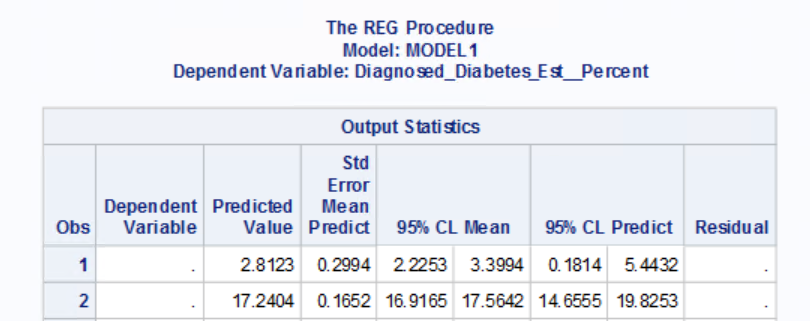 The REG Procedure
Model: MODEL1
Dependent Variable: Diagnosed_Diabetes_Est__Percent
Output Statistics
Obs Dependent Variable Predicted Value Std Error Mean Predict 95% CL Mean 95% CL Predict Residual
1 . 2.8123 0.2994 2.2253 3.3994 0.1814 5.4432 .
2 . 17.2404 0.1652 16.9165 17.5642 14.6555 19.8253 .